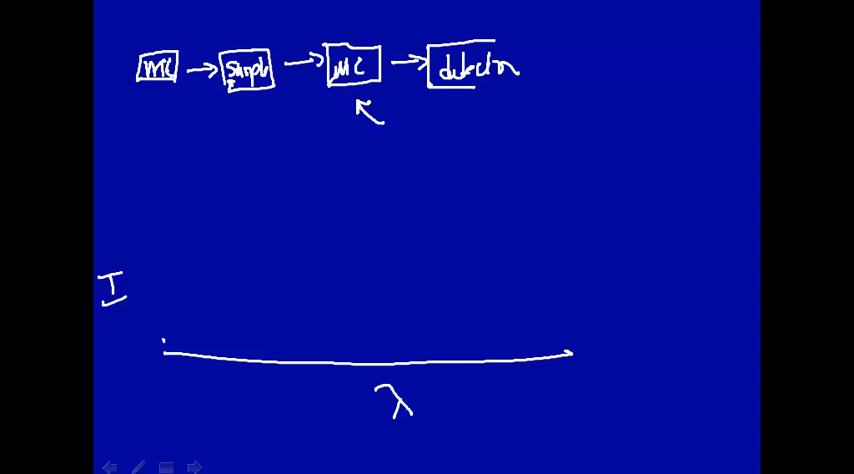 MC → Sample → MC → detector
I
λ